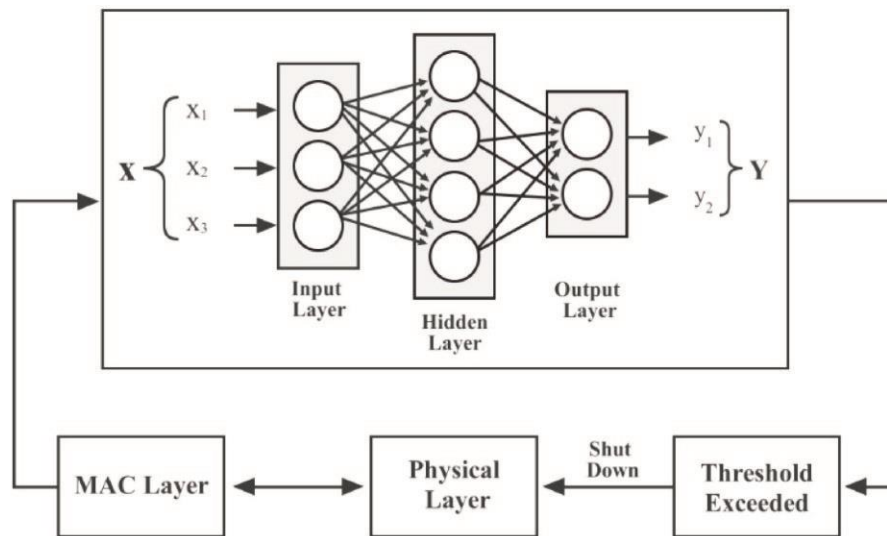 x₁
X
x₂
x₃
y₁
y₂
Y
Input
Layer
Hidden
Layer
Output
Layer
MAC Layer
Physical
Layer
Shut
Down
Threshold
Exceeded